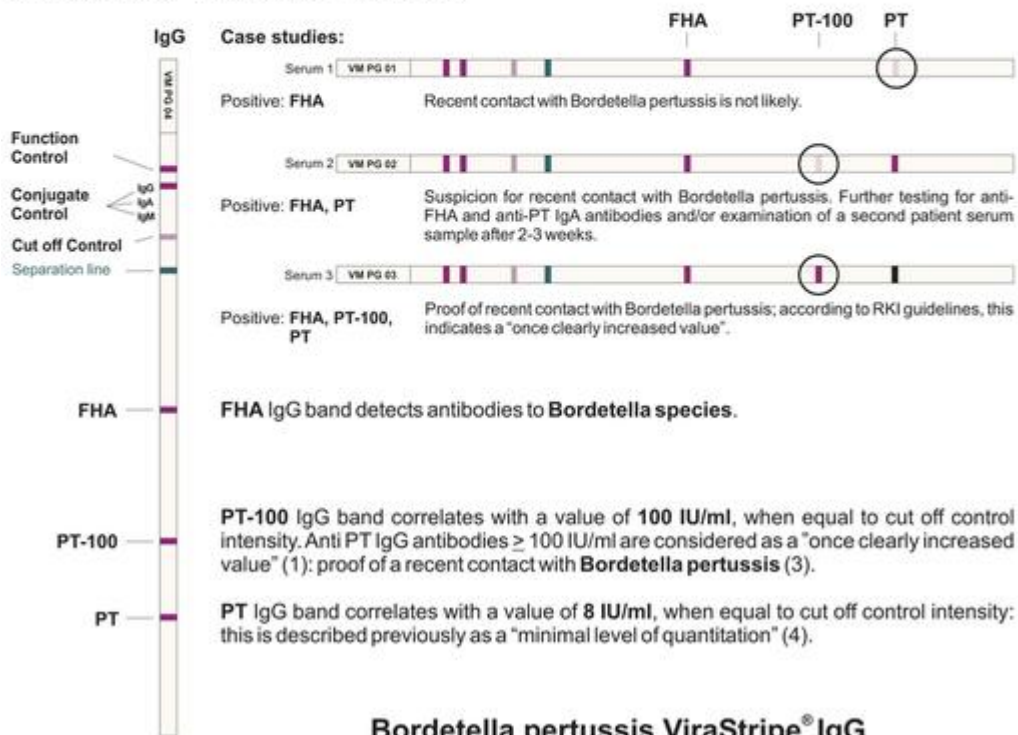 FHA PT-100 PT
IgG Case studies:
Serum 1 VM PG 01
VM PG 04
Positive: FHA Recent contact with Bordetella pertussis is not likely.
Function
Control
Serum 2 VM PG 02
Conjugate
Control
IgG
IgA
IgM
Positive: FHA, PT Suspicion for recent contact with Bordetella pertussis. Further testing for anti-
FHA and anti-PT IgA antibodies and/or examination of a second patient serum
sample after 2-3 weeks.
Cut off Control
Separation line
Serum 3 VM PG 03
Positive: FHA, PT-100,
PT
Proof of recent contact with Bordetella pertussis; according to RKI guidelines, this
indicates a "once clearly increased value".
FHA
FHA IgG band detects antibodies to Bordetella species.
PT-100
PT-100 IgG band correlates with a value of 100 IU/ml, when equal to cut off control
intensity. Anti PT IgG antibodies ≥ 100 IU/ml are considered as a "once clearly increased
value" (1): proof of a recent contact with Bordetella pertussis (3).
PT
PT IgG band correlates with a value of 8 IU/ml, when equal to cut off control intensity:
this is described previously as a "minimal level of quantitation" (4).
Bordetella pertussis ViraStripe® IgG